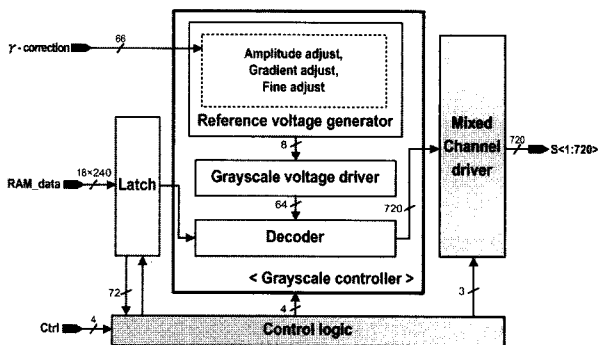 γ - correction
66
Amplitude adjust,
Gradient adjust,
Fine adjust
Reference voltage generator
8
Grayscale voltage driver
64
Decoder
720
< Grayscale controller >
RAM_data
18×240
Latch
Mixed
Channel
driver
720
S<1:720>
72
4
3
Ctrl
4
Control logic